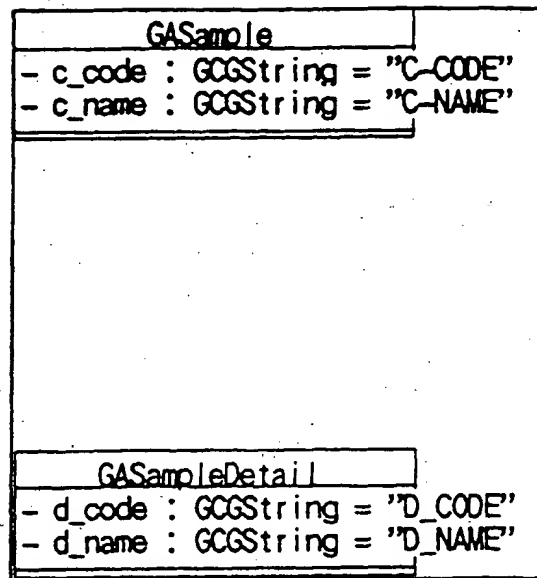 GASample
- c_code : GCGString = "C-CODE"
- c_name : GCGString = "C-NAME"
GASampleDetail
- d_code : GCGString = "D_CODE"
- d_name : GCGString = "D_NAME"